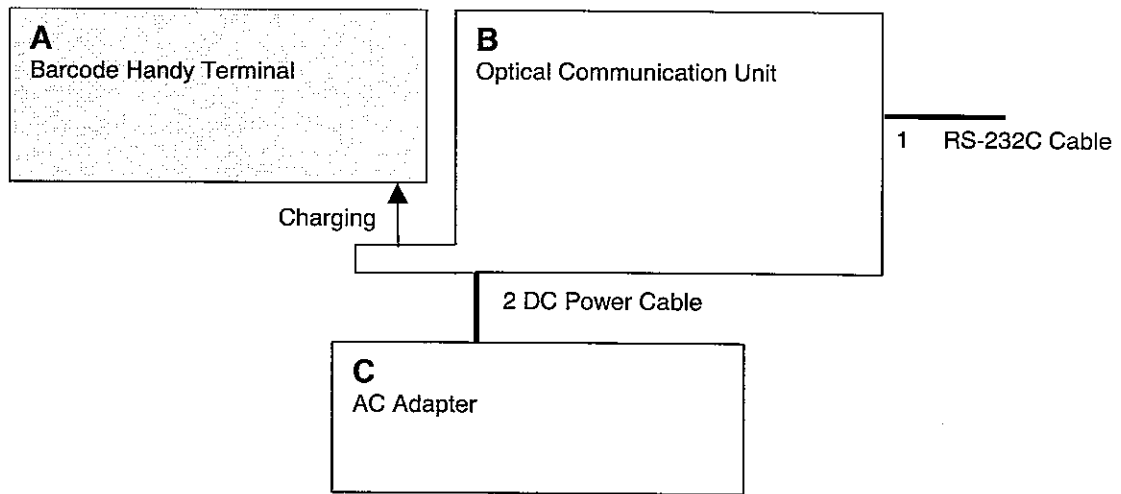 A
Barcode Handy Terminal
B
Optical Communication Unit
1 RS-232C Cable
Charging
2 DC Power Cable
C
AC Adapter